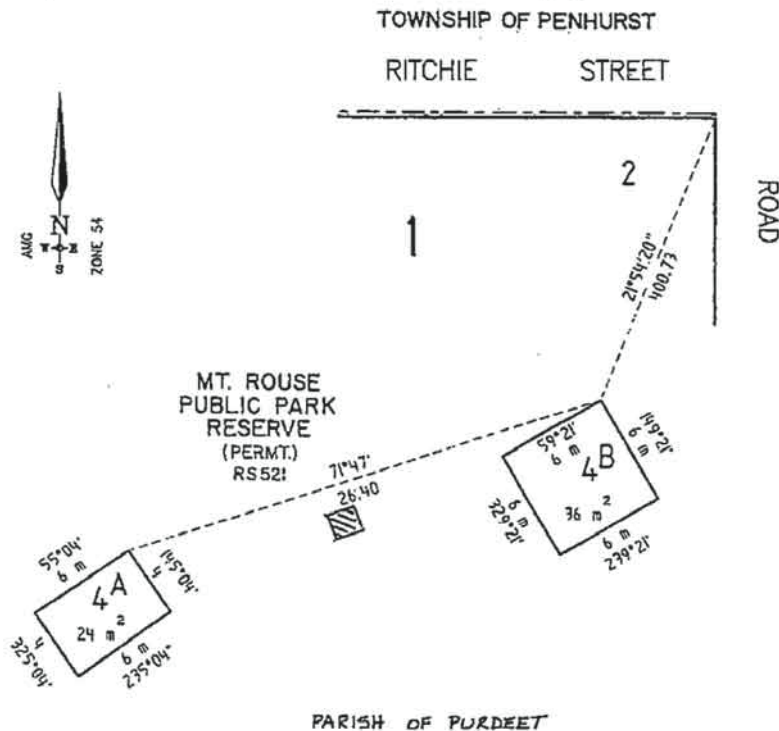 TOWNSHIP OF PENHURST
RITCHIE STREET
2
ROAD
1
AMG
N
W E
S
ZONE 54
21°54'20"
400.73
MT. ROUSE
PUBLIC PARK
RESERVE
(PERMT.)
RS521
71°47'
26.40
59°21'
6 m
149°21'
6 m
4B
36 m²
6 m
329°21'
6 m
239°21'
55°04'
6 m
145°04'
4
4A
24 m²
4
325°04'
6 m
235°04'
PARISH OF PURDEET